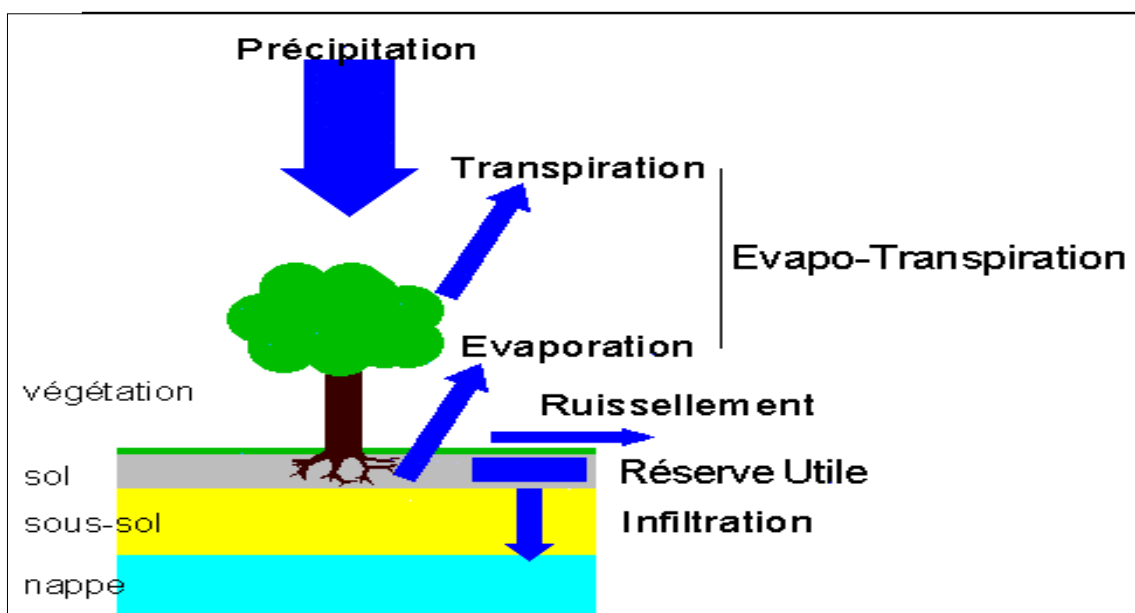 Précipitation
Transpiration
Evapo-Transpiration
Evaporation
végétation
Ruissellement
sol
Réserve Utile
sous-sol
Infiltration
nappe